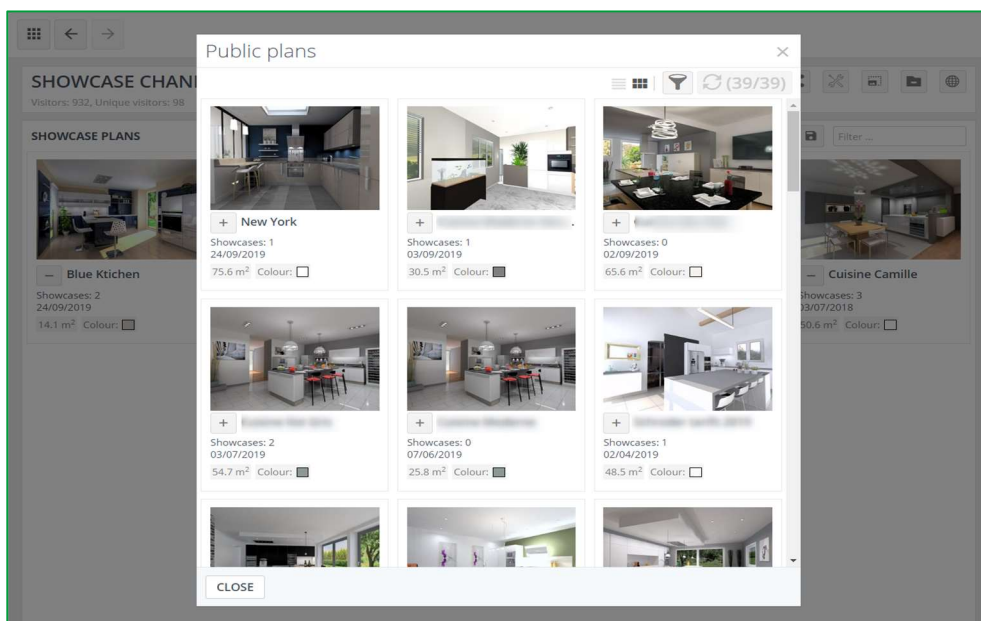 Public plans
(39/39)
SHOWCASE CHAN
Visitors: 932, Unique visitors: 98
SHOWCASE PLANS
Filter ...
Blue Ktichen
Showcases: 2
24/09/2019
14.1 m² Colour:
New York
Showcases: 1
24/09/2019
75.6 m² Colour:
Showcases: 1
03/09/2019
30.5 m² Colour:
Showcases: 0
02/09/2019
65.6 m² Colour:
Cuisine Camille
Showcases: 3
03/07/2018
50.6 m² Colour:
Showcases: 2
03/07/2019
54.7 m² Colour:
Showcases: 0
07/06/2019
25.8 m² Colour:
Showcases: 1
02/04/2019
48.5 m² Colour:
CLOSE